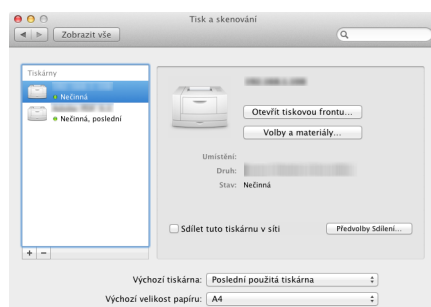 Tisk a skenování
Zobrazit vše
Tiskárny
Nečinná
Nečinná, poslední
Otevřít tiskovou frontu...
Volby a materiály...
Umístění:
Druh:
Stav: Nečinná
Sdílet tuto tiskárnu v síti
Předvolby Sdílení...
+ −
Výchozí tiskárna: Poslední použitá tiskárna
Výchozí velikost papíru: A4